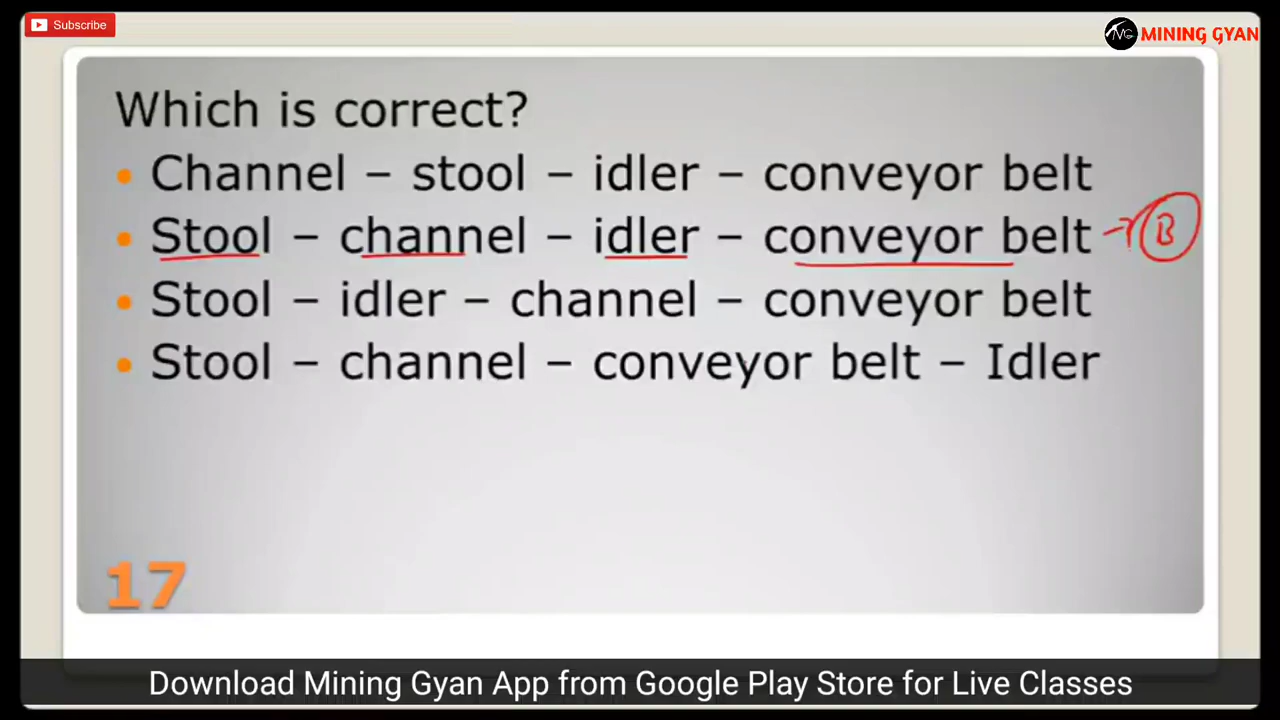 Subscribe
MINING GYAN
Which is correct?
• Channel – stool – idler – conveyor belt
• Stool – channel – idler – conveyor belt → B
• Stool – idler – channel – conveyor belt
• Stool – channel – conveyor belt – Idler
17
Download Mining Gyan App from Google Play Store for Live Classes